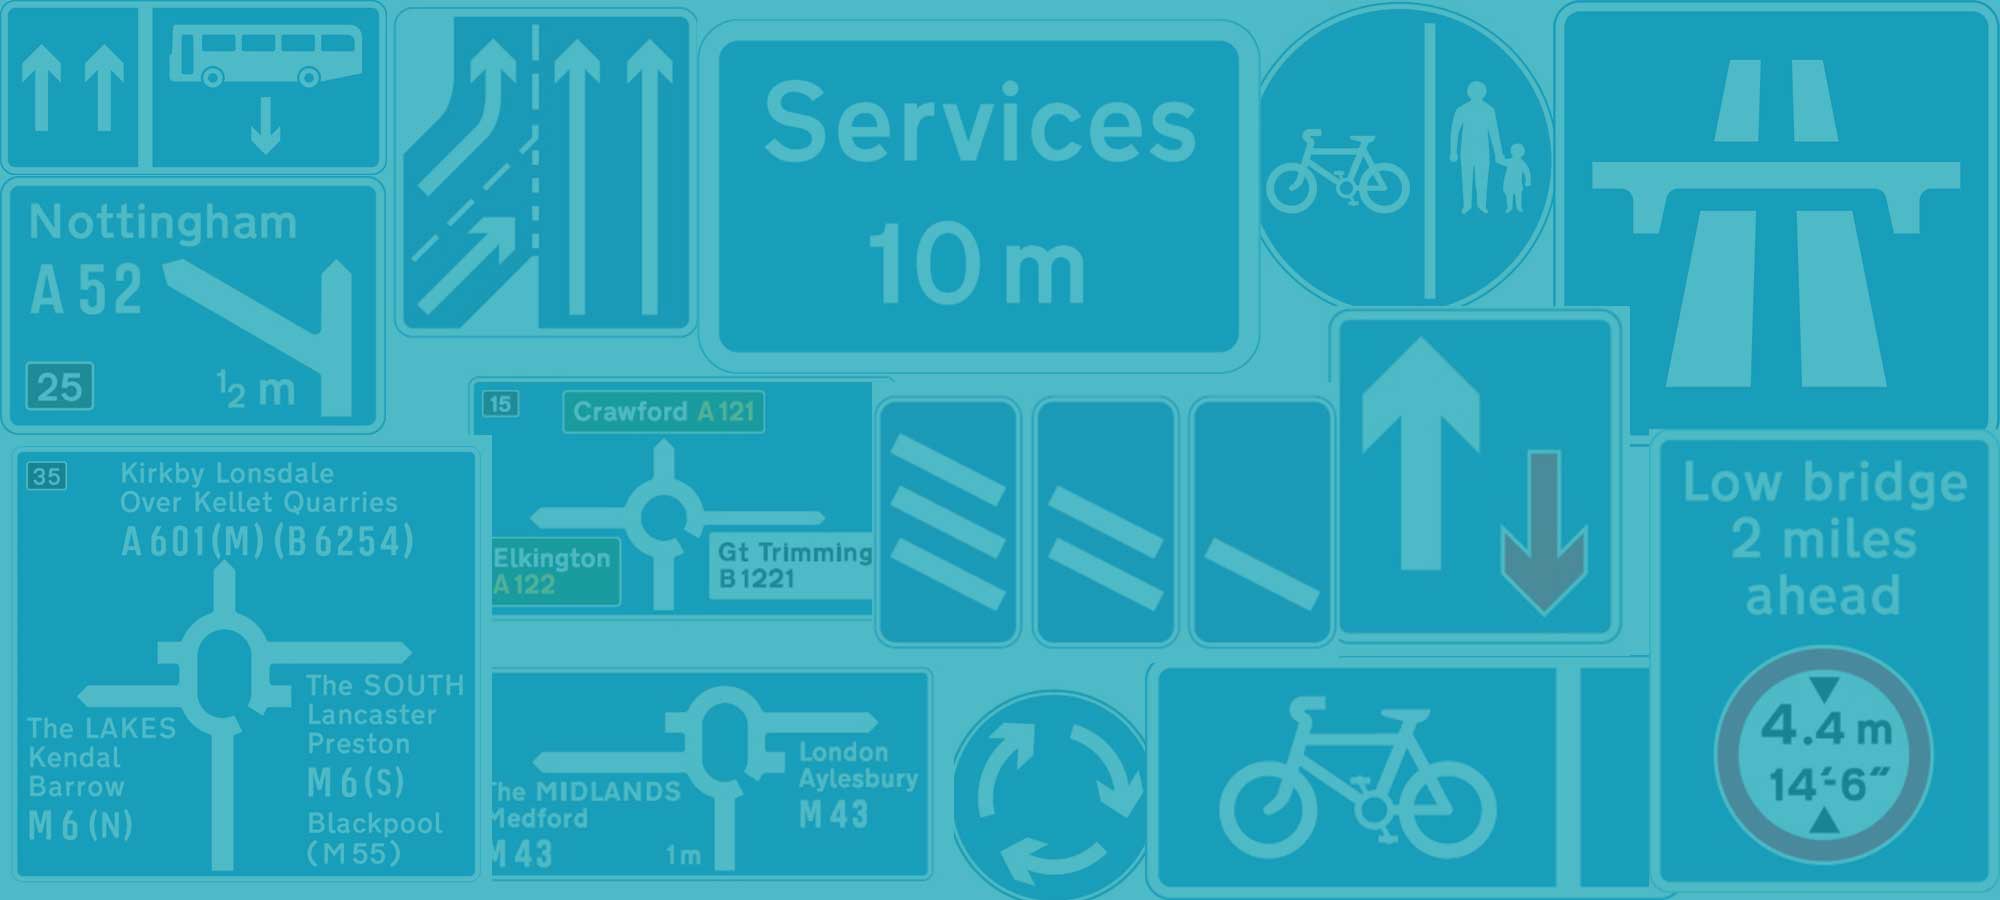 Services
10 m
Nottingham
A 52
25
½ m
15
Crawford A 121
Elkington
A 122
Gt Trimming
B 1221
35
Kirkby Lonsdale
Over Kellet Quarries
A 601(M) (B 6254)
The LAKES
Kendal
Barrow
M 6 (N)
The SOUTH
Lancaster
Preston
M 6 (S)
Blackpool
(M 55)
The MIDLANDS
Medford
M 43
1 m
London
Aylesbury
M 43
Low bridge
2 miles
ahead
4.4 m
14′-6″